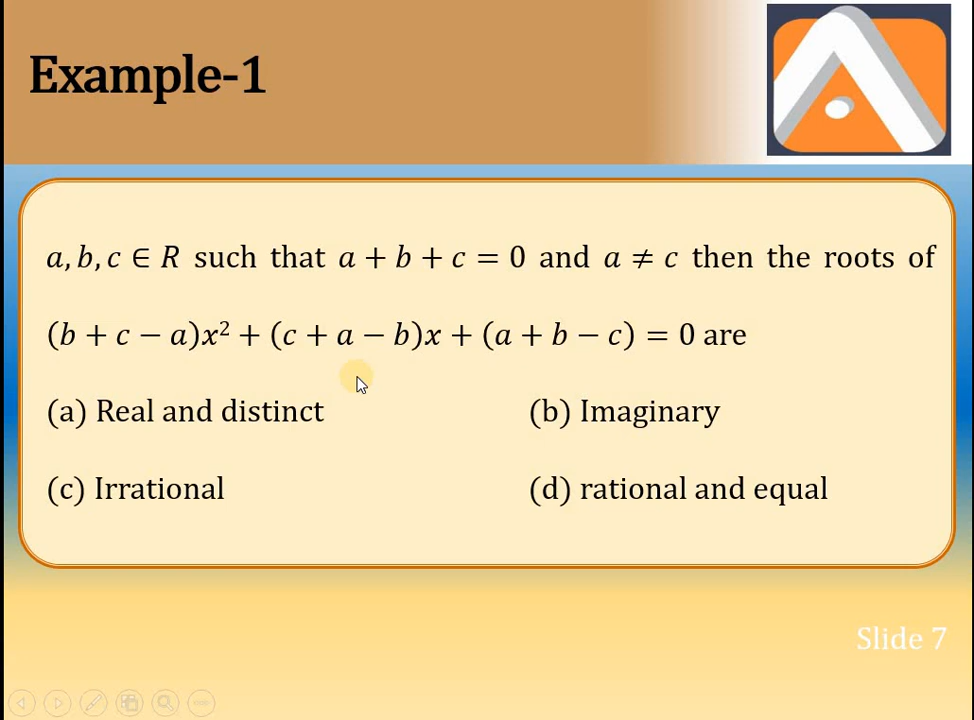 Example-1
a, b, c ∈ R such that a + b + c = 0 and a ≠ c then the roots of
(b + c − a)x² + (c + a − b)x + (a + b − c) = 0 are
(a) Real and distinct (b) Imaginary
(c) Irrational (d) rational and equal
Slide 7